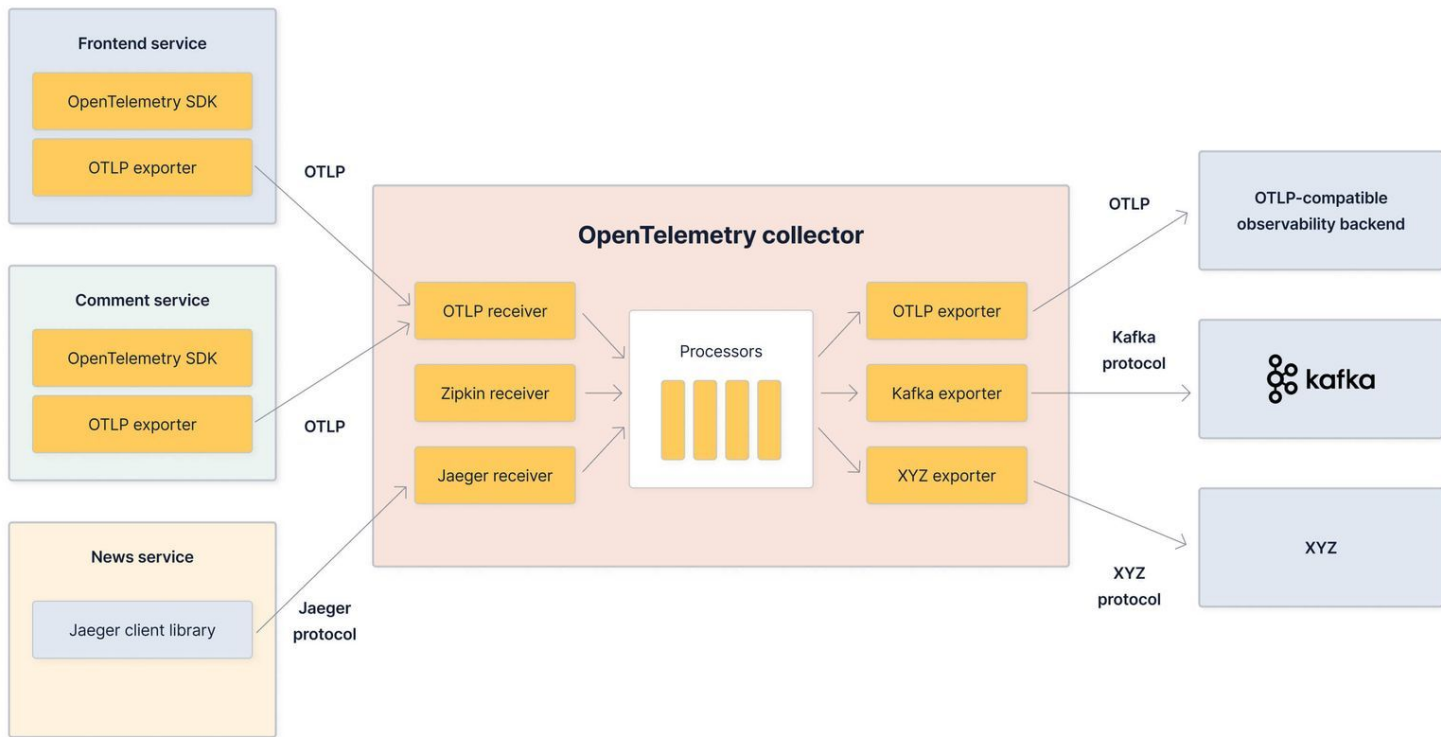 Frontend service
OpenTelemetry SDK
OTLP exporter
OTLP
Comment service
OpenTelemetry SDK
OTLP exporter
OTLP
News service
Jaeger client library
Jaeger
protocol
OpenTelemetry collector
OTLP receiver
Zipkin receiver
Jaeger receiver
Processors
OTLP exporter
Kafka exporter
XYZ exporter
OTLP
Kafka
protocol
XYZ
protocol
OTLP-compatible
observability backend
kafka
XYZ